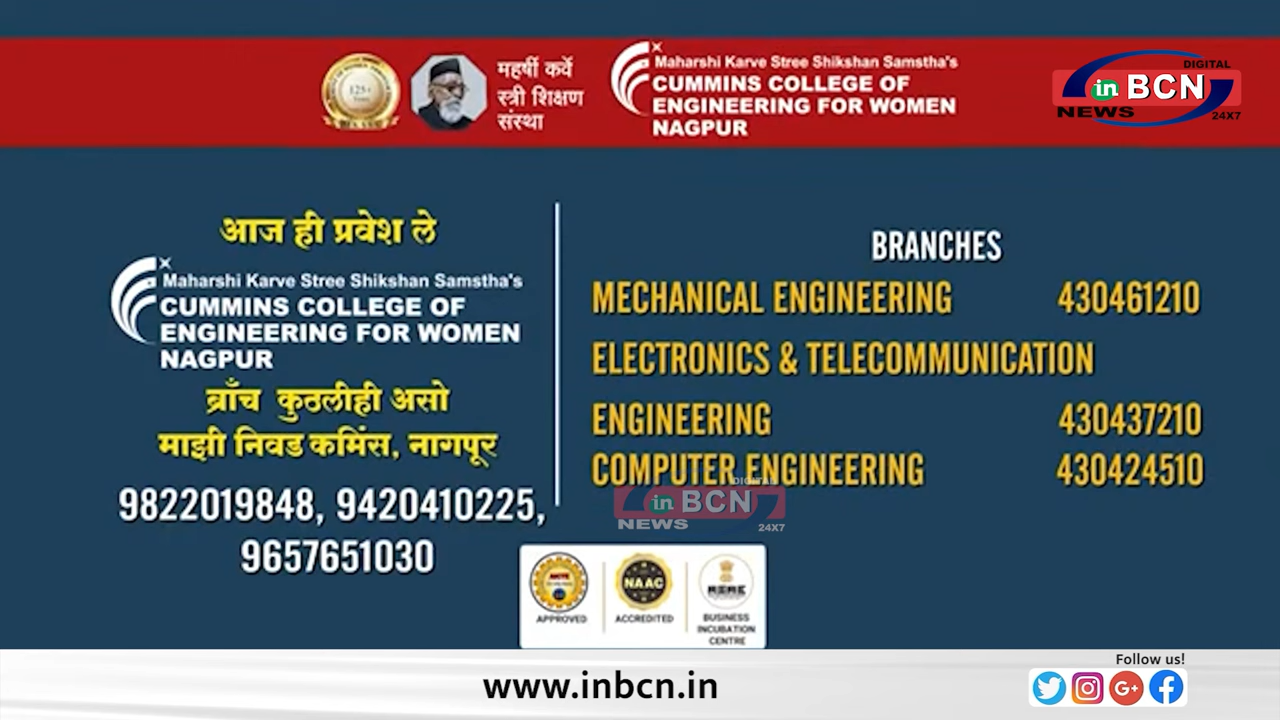 महर्षी कर्वे
स्त्री शिक्षण
संस्था
125+
Maharshi Karve Stree Shikshan Samstha's
CUMMINS COLLEGE OF
ENGINEERING FOR WOMEN
NAGPUR
DIGITAL
in BCN
NEWS
24X7
आज ही प्रवेश ले
Maharshi Karve Stree Shikshan Samstha's
CUMMINS COLLEGE OF
ENGINEERING FOR WOMEN
NAGPUR
ब्राँच कुठलीही असो
माझी निवड कमिंस, नागपूर
9822019848, 9420410225,
9657651030
BRANCHES
MECHANICAL ENGINEERING 430461210
ELECTRONICS & TELECOMMUNICATION
ENGINEERING 430437210
COMPUTER ENGINEERING 430424510
DIGITAL
in BCN
NEWS
24X7
APPROVED
NAAC
ACCREDITED
BUSINESS
INCUBATION
CENTRE
www.inbcn.in
Follow us!